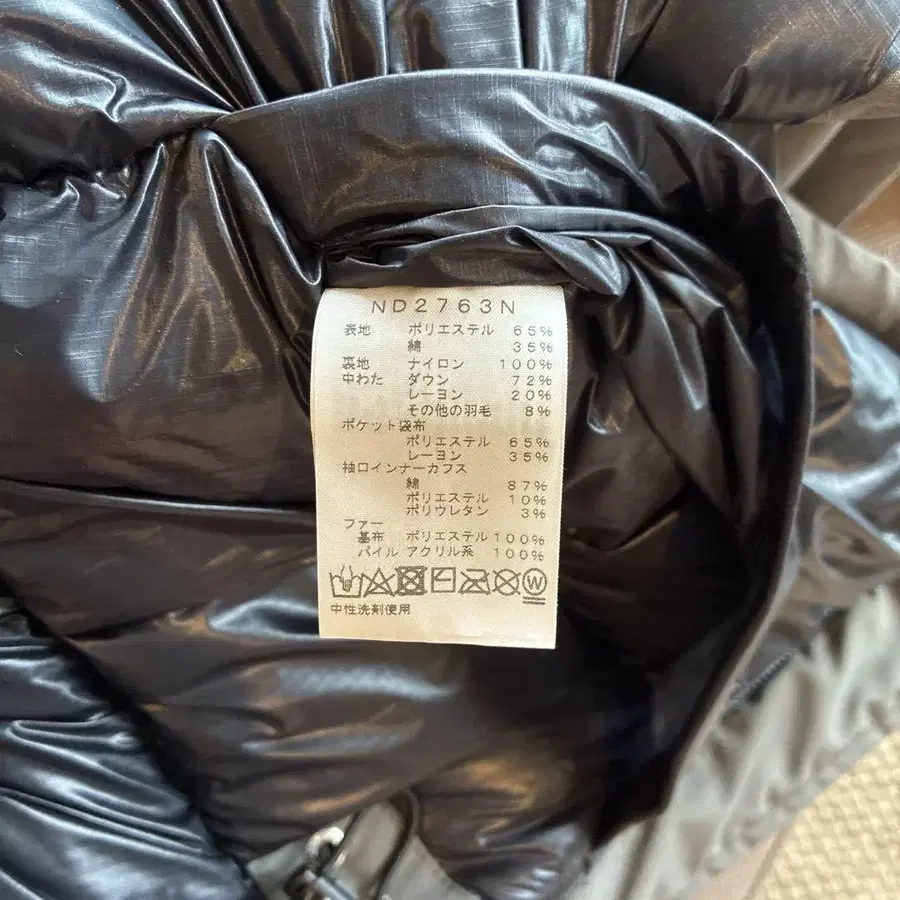 ND2763N
表地 ポリエステル 65%
綿 35%
裏地 ナイロン 100%
中わた ダウン 72%
レーヨン 20%
その他の羽毛 8%
ポケット袋布
ポリエステル 65%
レーヨン 35%
袖口インナーカフス
綿 87%
ポリエステル 10%
ポリウレタン 3%
ファー
基布 ポリエステル100%
パイル アクリル系 100%
W
中性洗剤使用